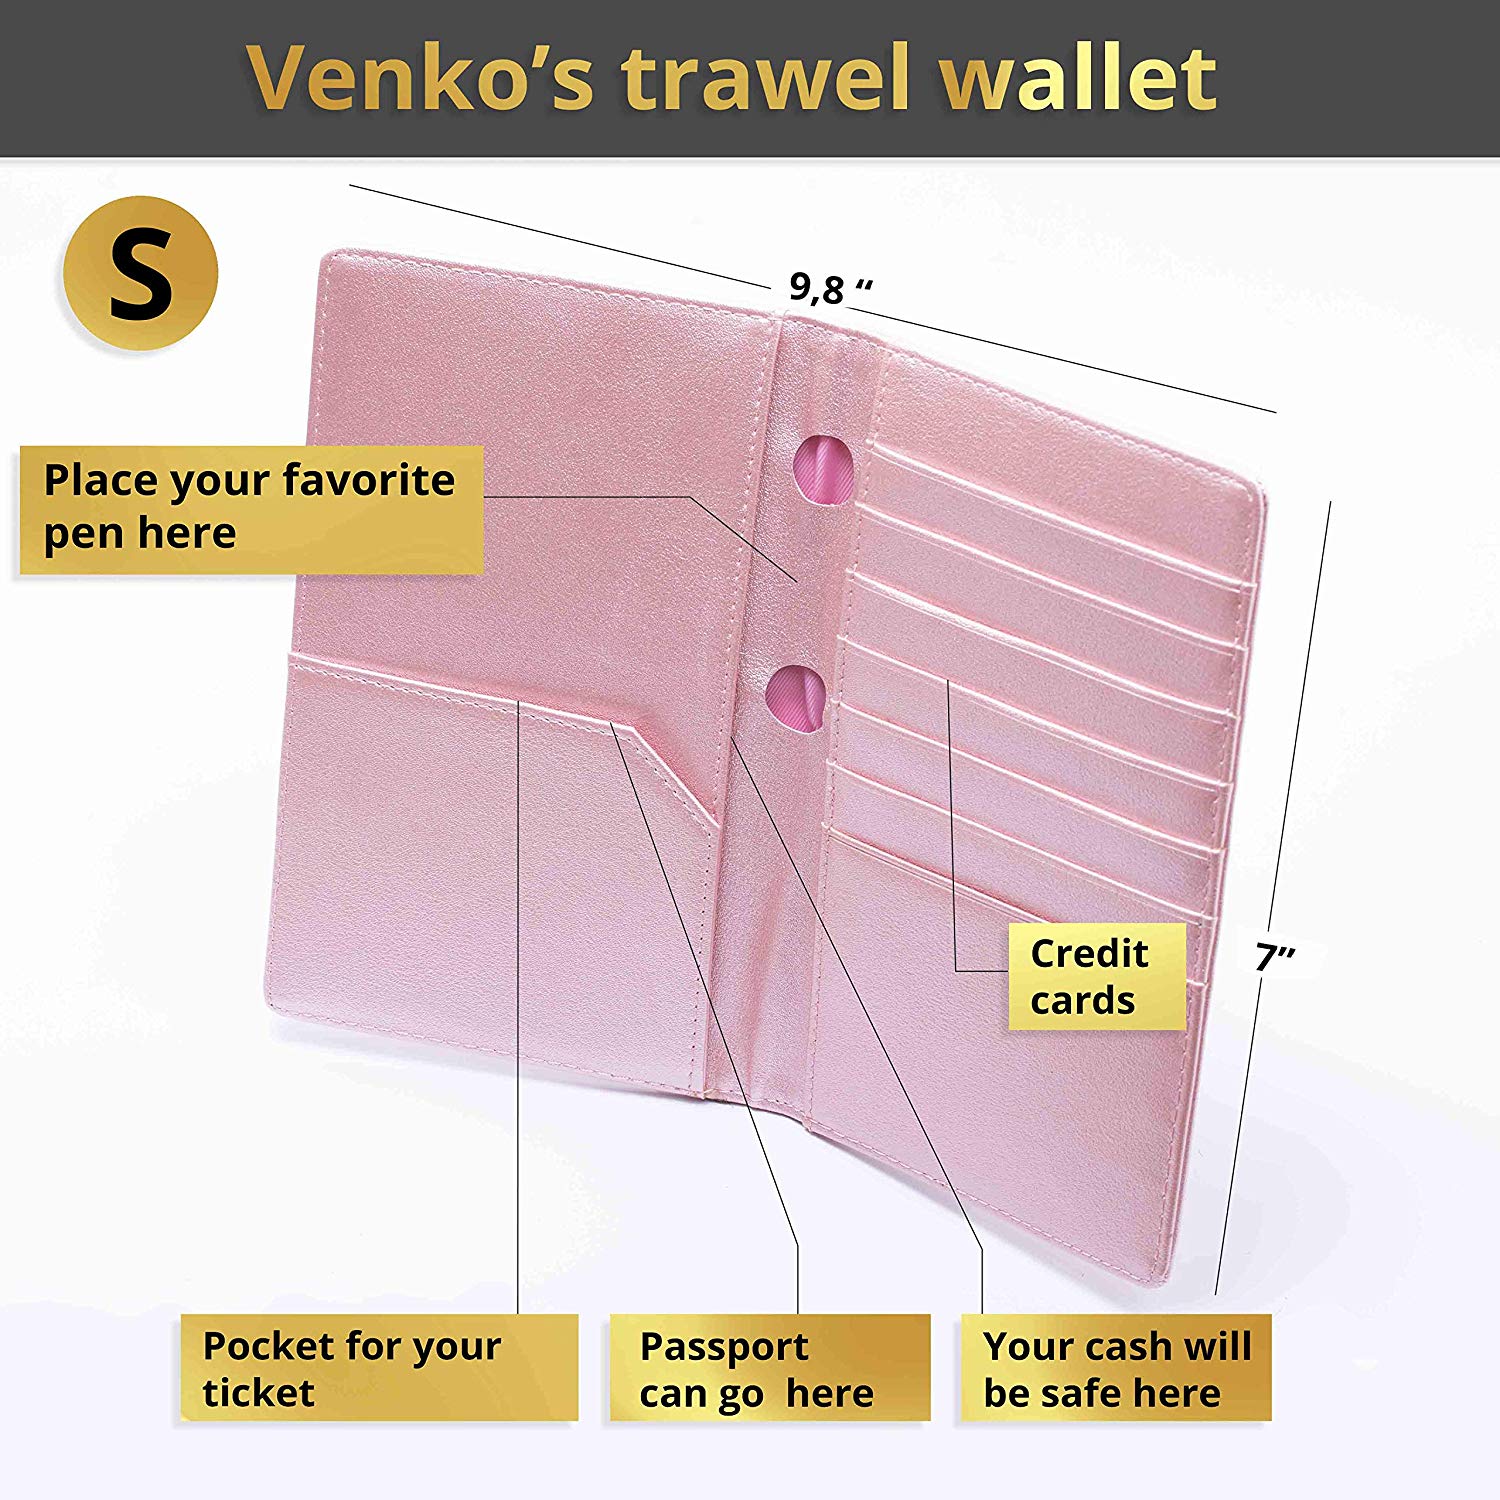 Venko’s trawel wallet
S
9,8 “
Place your favorite
pen here
7”
Credit
cards
Pocket for your
ticket
Passport
can go here
Your cash will
be safe here